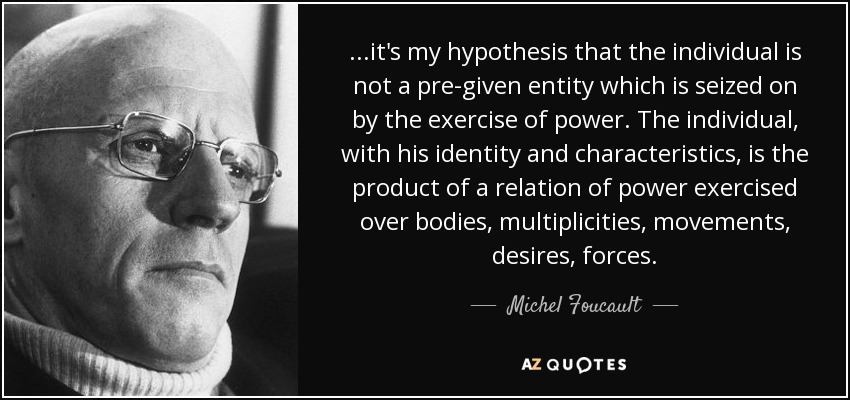 ...it's my hypothesis that the individual is
not a pre-given entity which is seized on
by the exercise of power. The individual,
with his identity and characteristics, is the
product of a relation of power exercised
over bodies, multiplicities, movements,
desires, forces.
Michel Foucault
AZ QUOTES